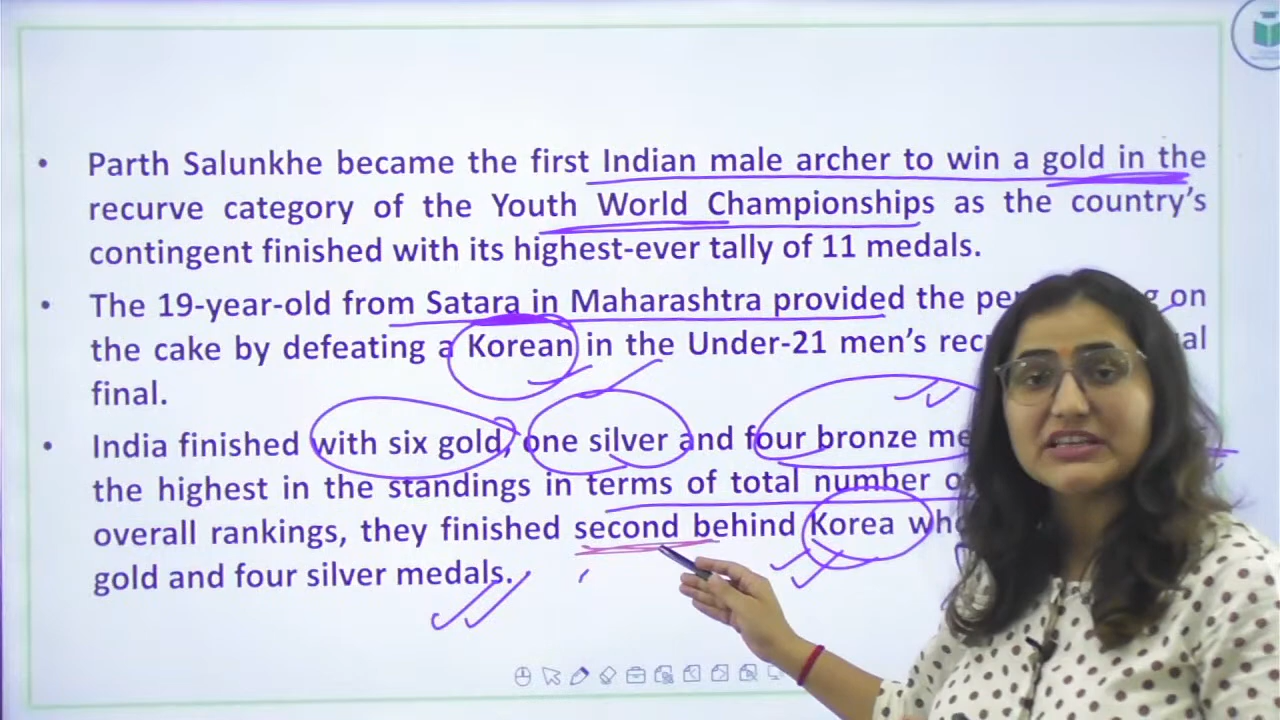 • Parth Salunkhe became the first Indian male archer to win a gold in the
recurve category of the Youth World Championships as the country's
contingent finished with its highest-ever tally of 11 medals.
• The 19-year-old from Satara in Maharashtra provided the on
the cake by defeating a Korean in the Under-21 men's
final.
• India finished with six gold, one silver and four bronze
the highest in the standings in terms of total number
overall rankings, they finished second behind Korea
gold and four silver medals.